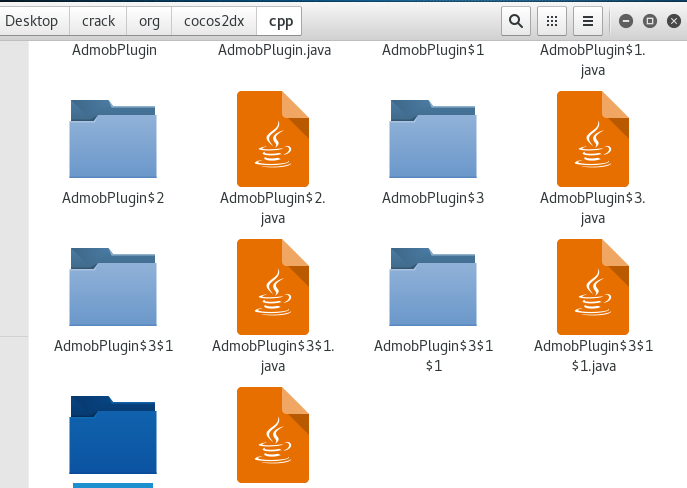 Desktop crack org cocos2dx cpp
AdmobPlugin AdmobPlugin.java AdmobPlugin$1 AdmobPlugin$1.
java
AdmobPlugin$2 AdmobPlugin$2. AdmobPlugin$3 AdmobPlugin$3.
java java
AdmobPlugin$3$1 AdmobPlugin$3$1. AdmobPlugin$3$1 AdmobPlugin$3$1
java $1 $1.java